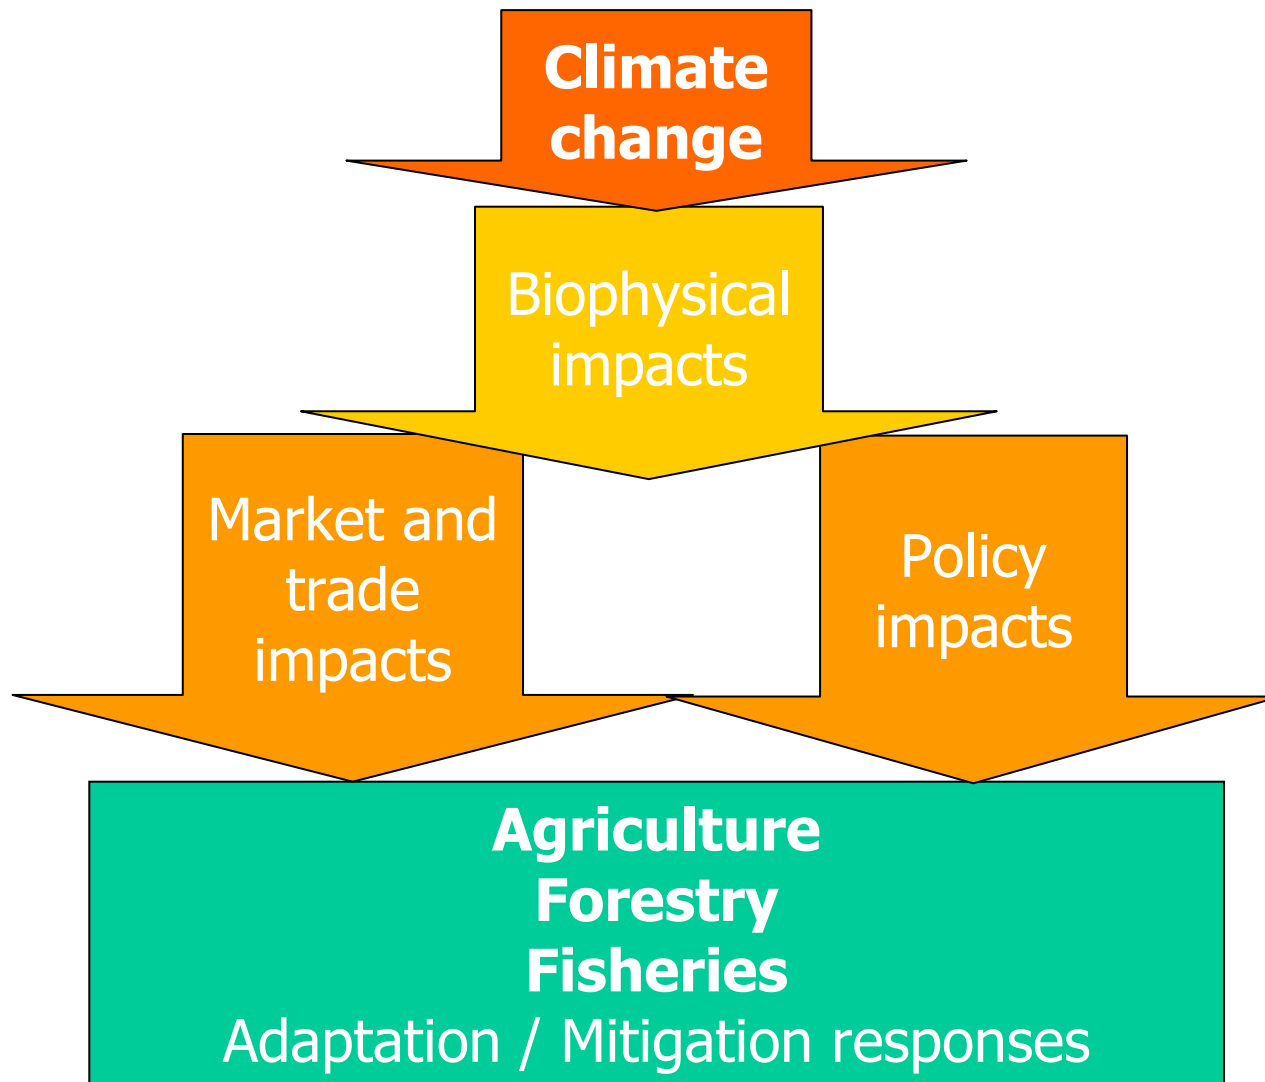 Climate
change
Biophysical
impacts
Market and
trade
impacts
Policy
impacts
Agriculture
Forestry
Fisheries
Adaptation / Mitigation responses